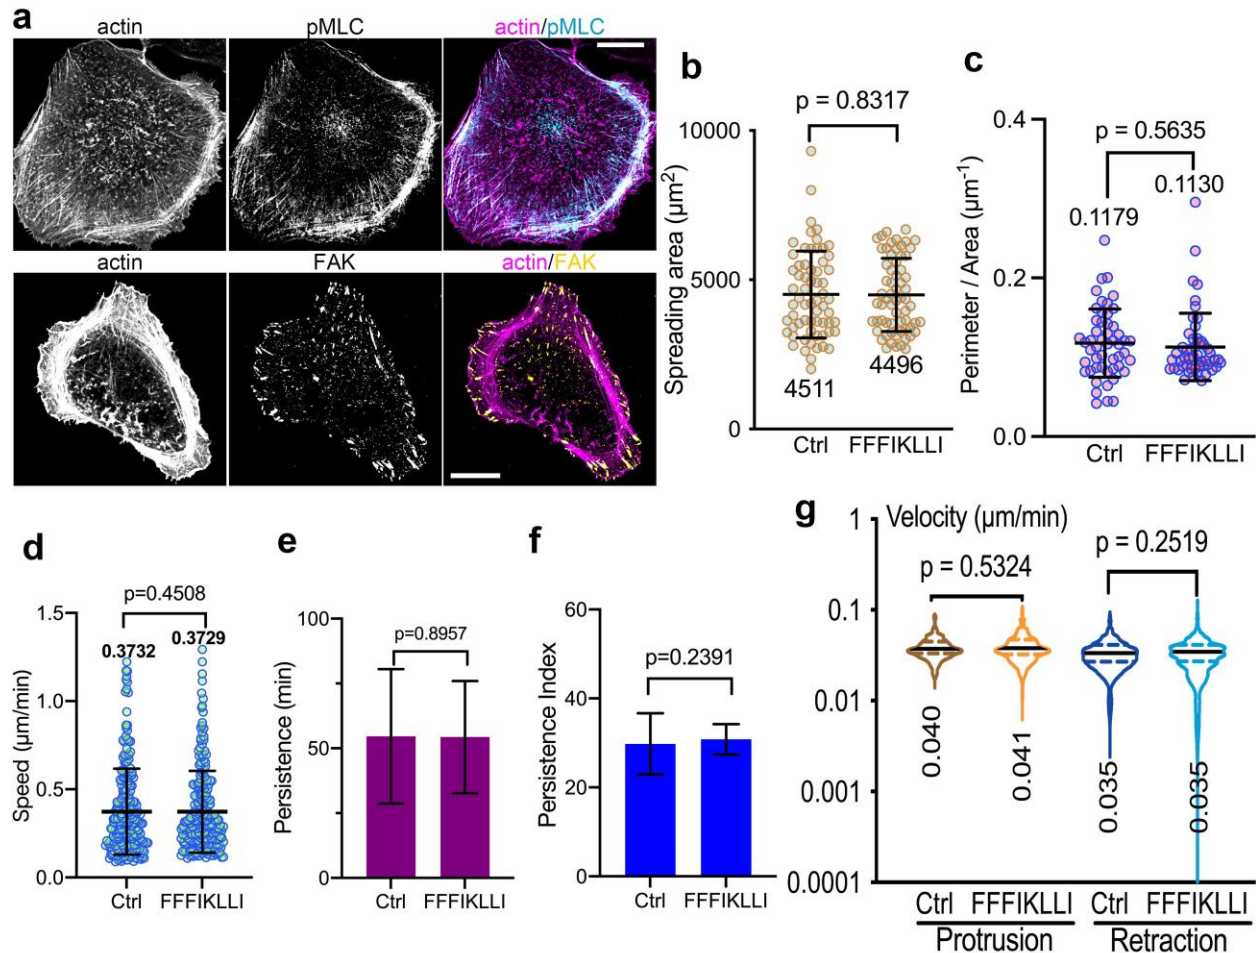 a
actin
pMLC
actin/pMLC
actin
FAK
actin/FAK
b
p = 0.8317
10000
5000
0
Spreading area (µm²)
4511
4496
Ctrl
FFFIKLLI
c
0.4
0.2
0.0
Perimeter / Area (µm⁻¹)
p = 0.5635
0.1130
0.1179
Ctrl
FFFIKLLI
d
p=0.4508
1.5
1.0
0.5
0.0
Speed (µm/min)
0.3732
0.3729
Ctrl
FFFIKLLI
e
100
50
0
Persistence (min)
p=0.8957
Ctrl
FFFIKLLI
f
60
40
20
0
Persistence Index
p=0.2391
Ctrl
FFFIKLLI
g
Velocity (µm/min)
1
0.1
0.01
0.001
0.0001
p = 0.5324
p = 0.2519
0.040
0.041
0.035
0.035
Ctrl
FFFIKLLI
Ctrl
FFFIKLLI
Protrusion
Retraction